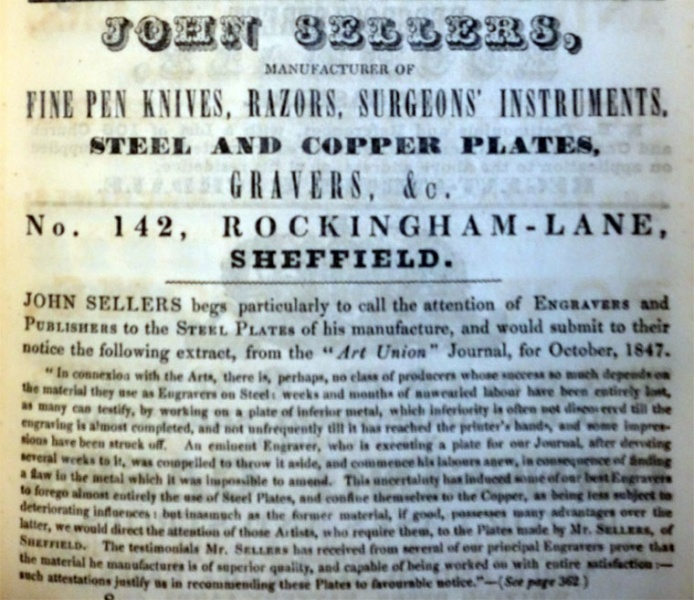 JOHN SELLERS,
MANUFACTURER OF
FINE PEN KNIVES, RAZORS, SURGEONS' INSTRUMENTS,
STEEL AND COPPER PLATES,
GRAVERS, &c.
No. 142, ROCKINGHAM-LANE,
SHEFFIELD.
JOHN SELLERS begs particularly to call the attention of ENGRAVERS and
PUBLISHERS to the STEEL PLATES of his manufacture, and would submit to their
notice the following extract, from the "Art Union" Journal, for October, 1847.
"In connexion with the Arts, there is, perhaps, no class of producers whose success so much depends on
the material they use as Engravers on Steel: weeks and months of unwearied labour have been entirely lost,
as many can testify, by working on a plate of inferior metal, which inferiority is often not discovered till the
engraving is almost completed, and not unfrequently till it has reached the printer's hands, and some impres-
sions have been struck off. An eminent Engraver, who is executing a plate for our Journal, after devoting
several weeks to it, was compelled to throw it aside, and commence his labours anew, in consequence of finding
a flaw in the metal which it was impossible to amend. This uncertainty has induced some of our best Engravers
to forego almost entirely the use of Steel Plates, and confine themselves to the Copper, as being less subject to
deteriorating influences: but inasmuch as the former material, if good, possesses many advantages over the
latter, we would direct the attention of those Artists, who require them, to the Plates made by Mr. SELLERS, of
SHEFFIELD. The testimonials Mr. SELLERS has received from several of our principal Engravers prove that
the material he manufactures is of superior quality, and capable of being worked on with entire satisfaction:—
such attestations justify us in recommending these Plates to favourable notice."—(See page 362.)